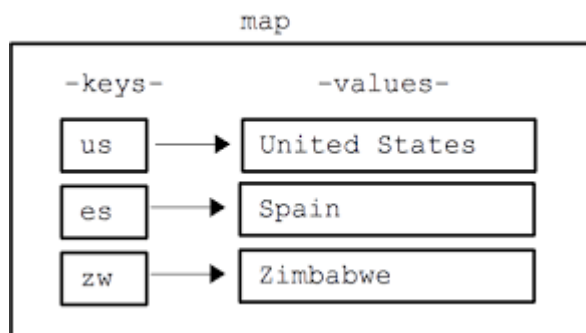 map
-keys- -values-
us United States
es Spain
zw Zimbabwe